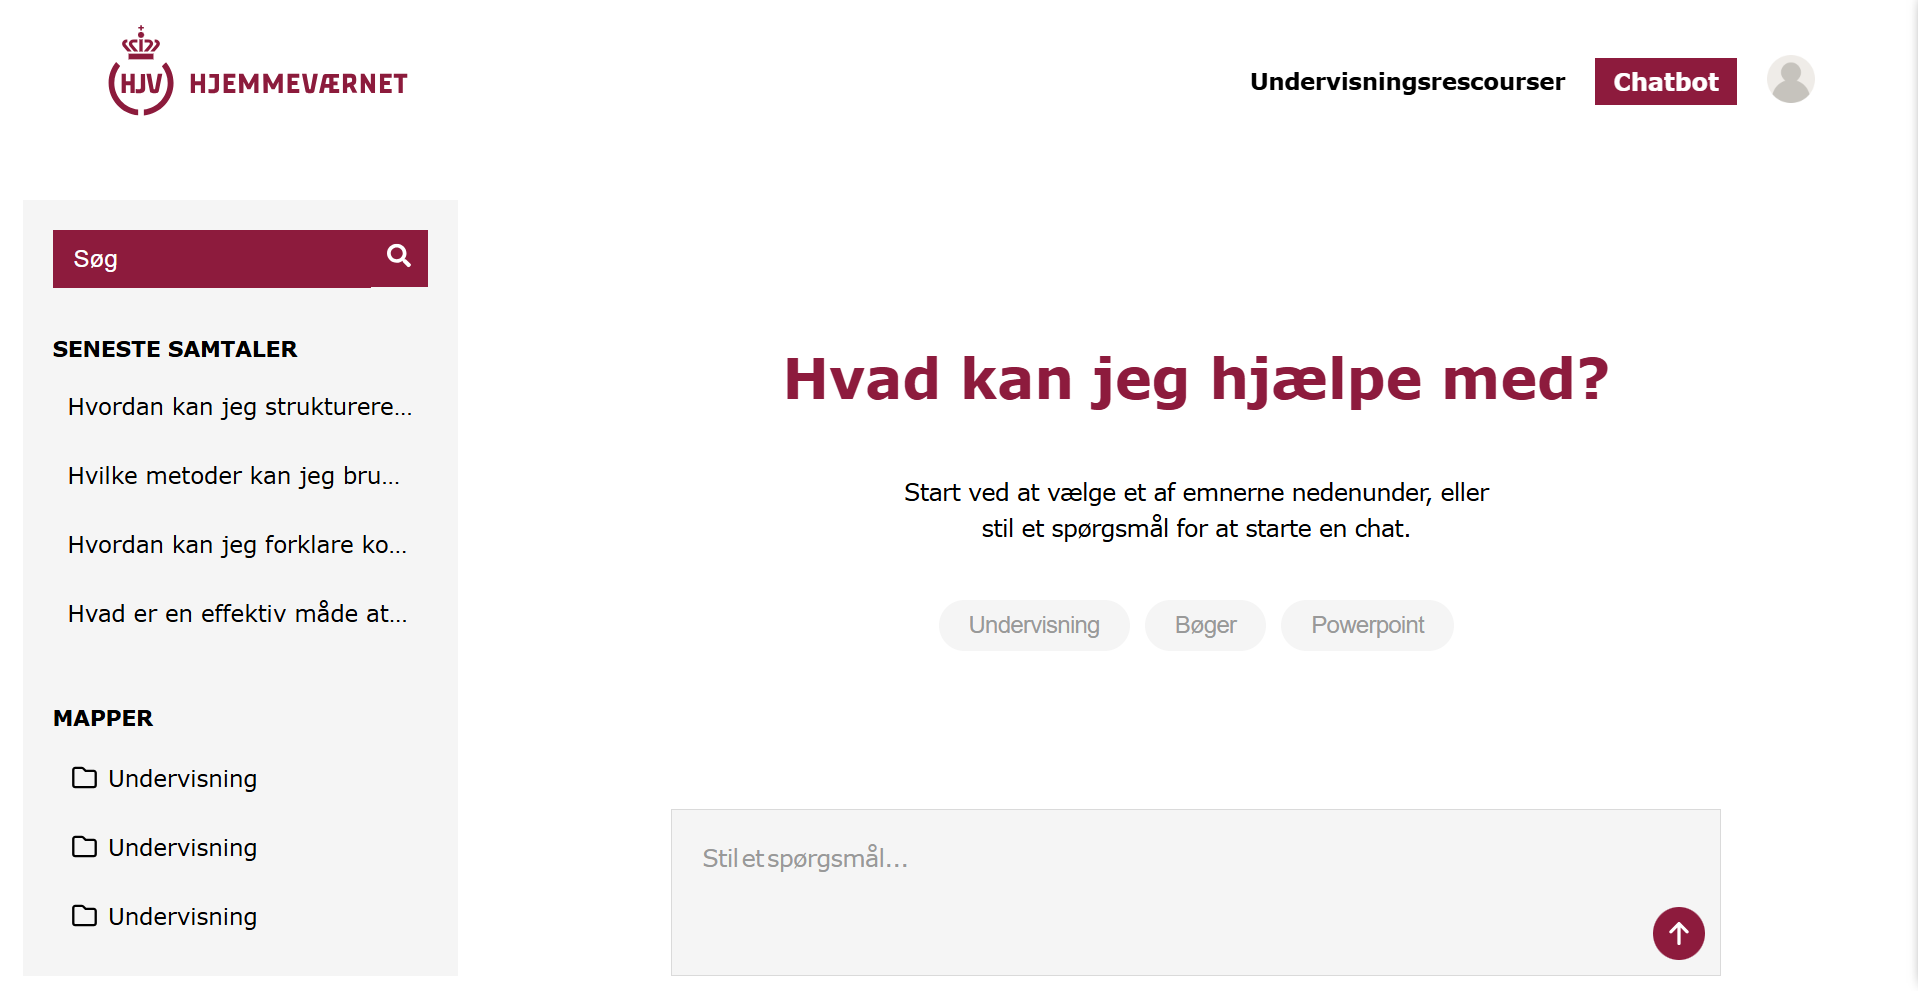 HJV HJEMMEVÆRNET
Undervisningsrescourser
Chatbot
Søg
SENESTE SAMTALER
Hvordan kan jeg strukturere...
Hvilke metoder kan jeg bru...
Hvordan kan jeg forklare ko...
Hvad er en effektiv måde at...
MAPPER
Undervisning
Undervisning
Undervisning
Hvad kan jeg hjælpe med?
Start ved at vælge et af emnerne nedenunder, eller
stil et spørgsmål for at starte en chat.
Undervisning
Bøger
Powerpoint
Stil et spørgsmål...